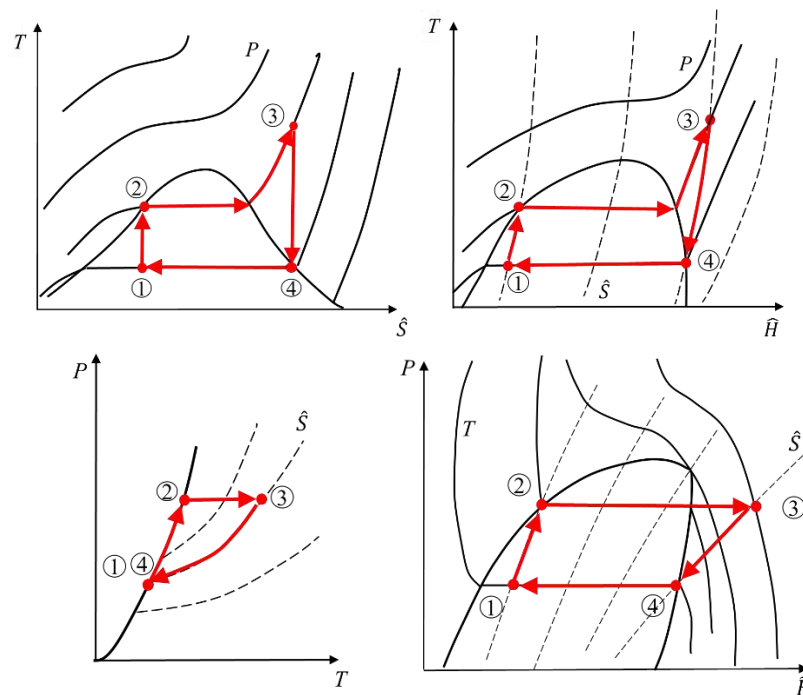 T
P
③
②
①
④
Ŝ
T
P
③
②
①
④
Ŝ
Ĥ
P
Ŝ
②
③
①
④
T
P
T
Ŝ
②
③
①
④